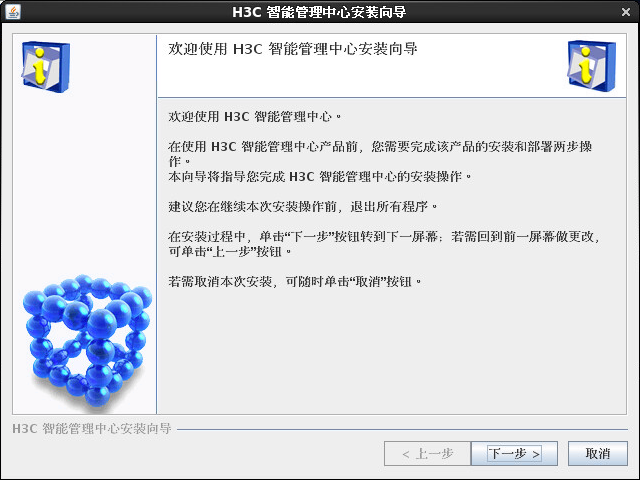 H3C 智能管理中心安装向导
欢迎使用 H3C 智能管理中心安装向导
欢迎使用 H3C 智能管理中心。
在使用 H3C 智能管理中心产品前，您需要完成该产品的安装和部署两步操
作。
本向导将指导您完成 H3C 智能管理中心的安装操作。
建议您在继续本次安装操作前，退出所有程序。
在安装过程中，单击“下一步”按钮转到下一屏幕；若需回到前一屏幕做更改，
可单击“上一步”按钮。
若需取消本次安装，可随时单击“取消”按钮。
H3C 智能管理中心安装向导
< 上一步
下一步 >
取消